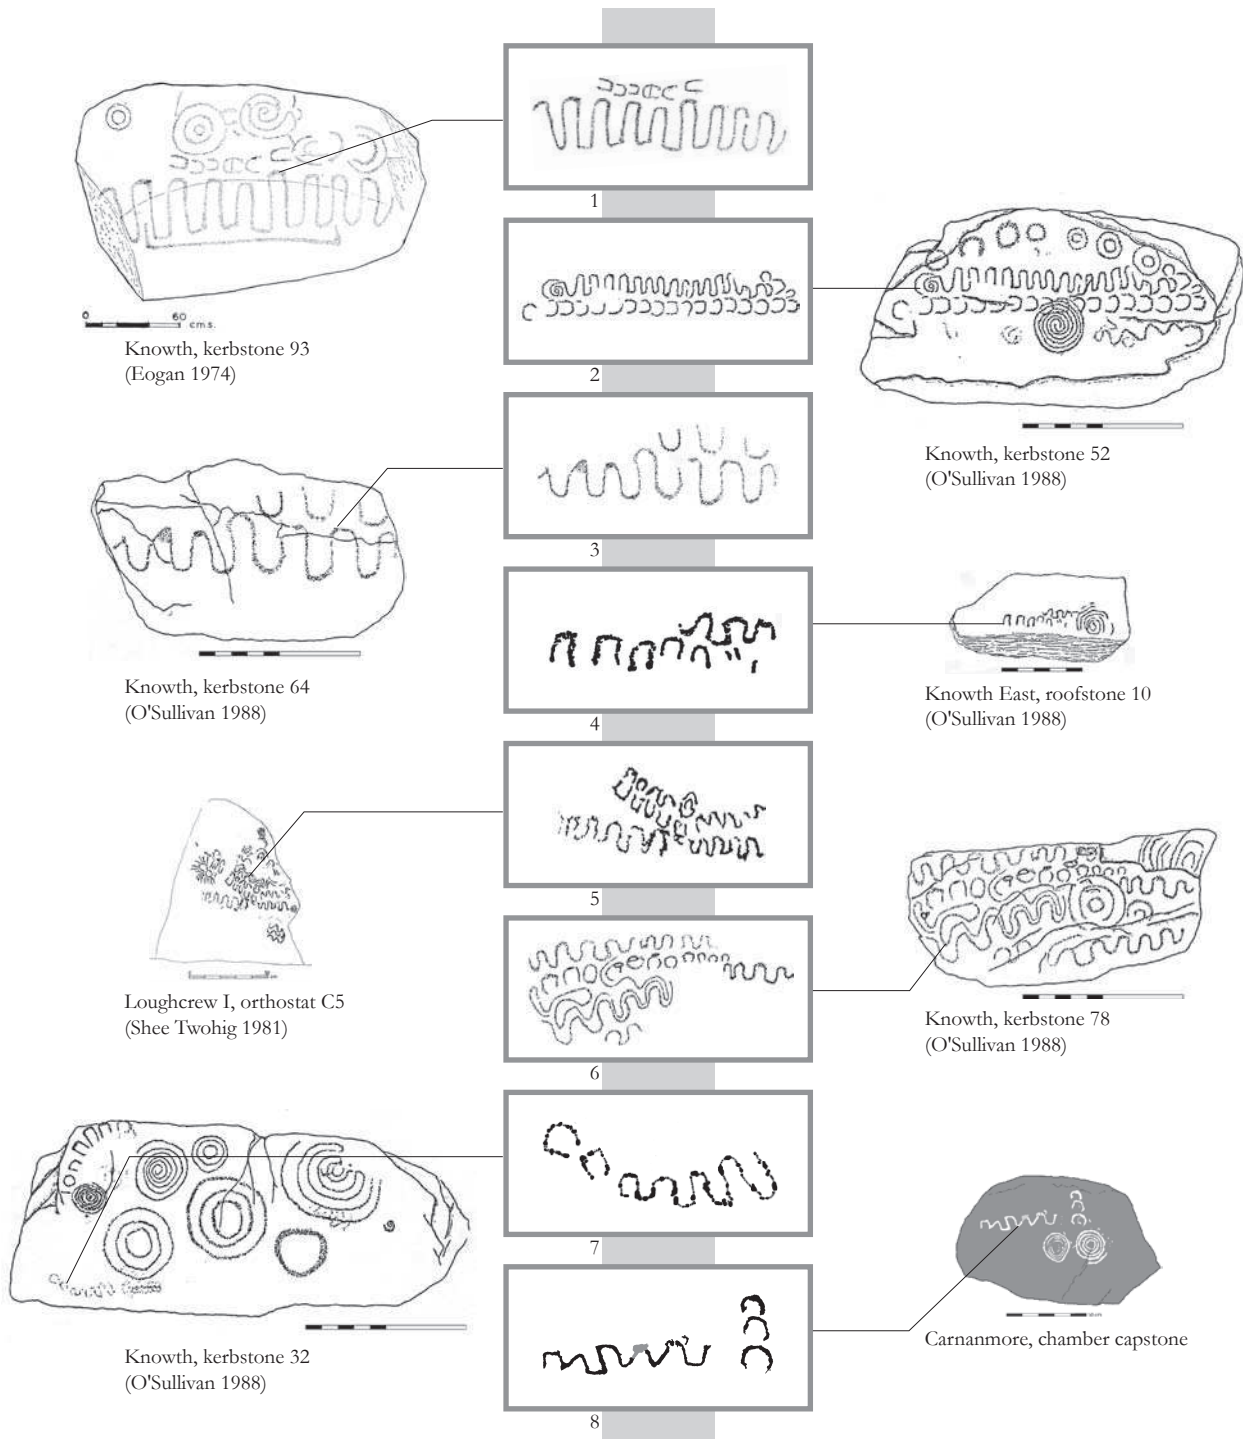 1
0 60
cms.
Knowth, kerbstone 93
(Eogan 1974)
2
Knowth, kerbstone 52
(O'Sullivan 1988)
3
Knowth, kerbstone 64
(O'Sullivan 1988)
4
Knowth East, roofstone 10
(O'Sullivan 1988)
5
Loughcrew I, orthostat C5
(Shee Twohig 1981)
6
Knowth, kerbstone 78
(O'Sullivan 1988)
7
Knowth, kerbstone 32
(O'Sullivan 1988)
8
Carnanmore, chamber capstone